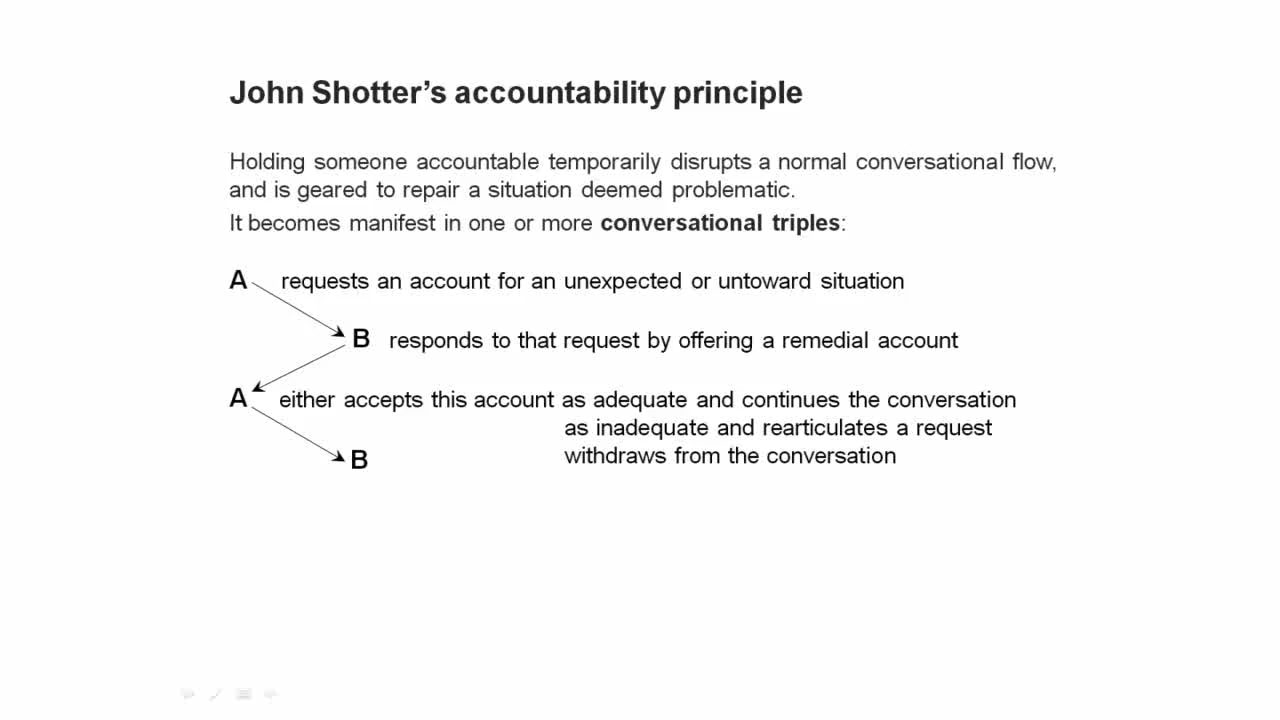 John Shotter’s accountability principle
Holding someone accountable temporarily disrupts a normal conversational flow,
and is geared to repair a situation deemed problematic.
It becomes manifest in one or more conversational triples:
A requests an account for an unexpected or untoward situation
B responds to that request by offering a remedial account
A either accepts this account as adequate and continues the conversation
as inadequate and rearticulates a request
B withdraws from the conversation